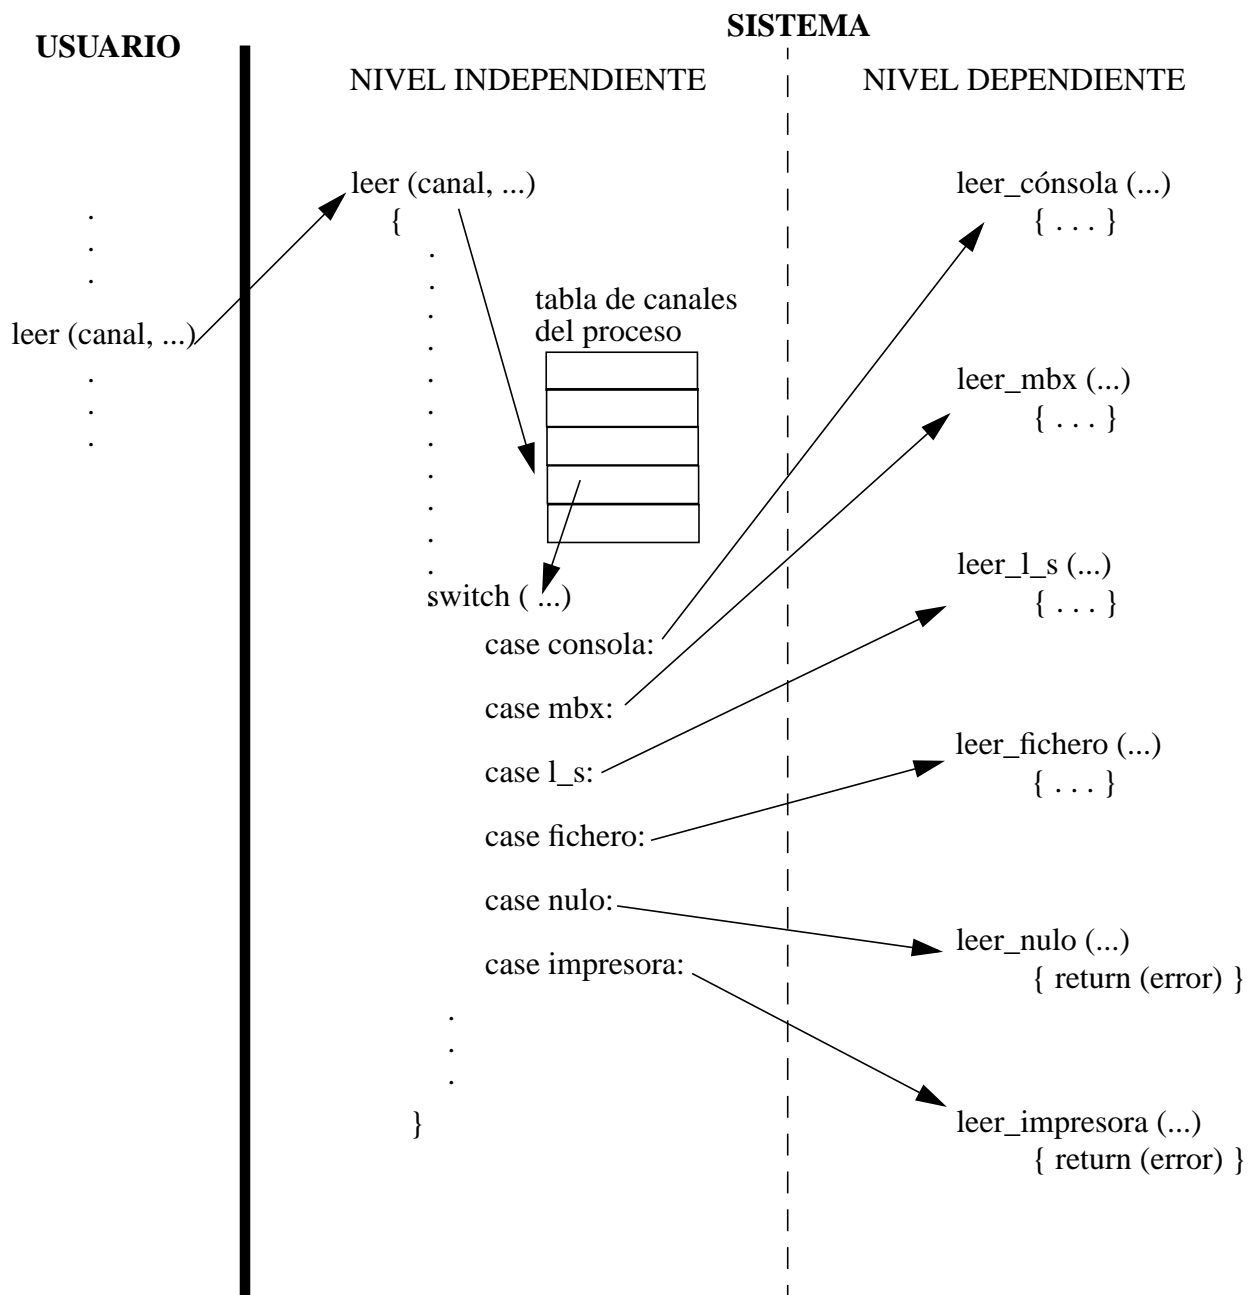 USUARIO
SISTEMA
NIVEL INDEPENDIENTE
NIVEL DEPENDIENTE
leer (canal, ...)
leer (canal, ...)
{
tabla de canales
del proceso
switch ( ...)
case consola:
case mbx:
case l_s:
case fichero:
case nulo:
case impresora:
}
leer_cónsola (...)
{ . . . }
leer_mbx (...)
{ . . . }
leer_l_s (...)
{ . . . }
leer_fichero (...)
{ . . . }
leer_nulo (...)
{ return (error) }
leer_impresora (...)
{ return (error) }